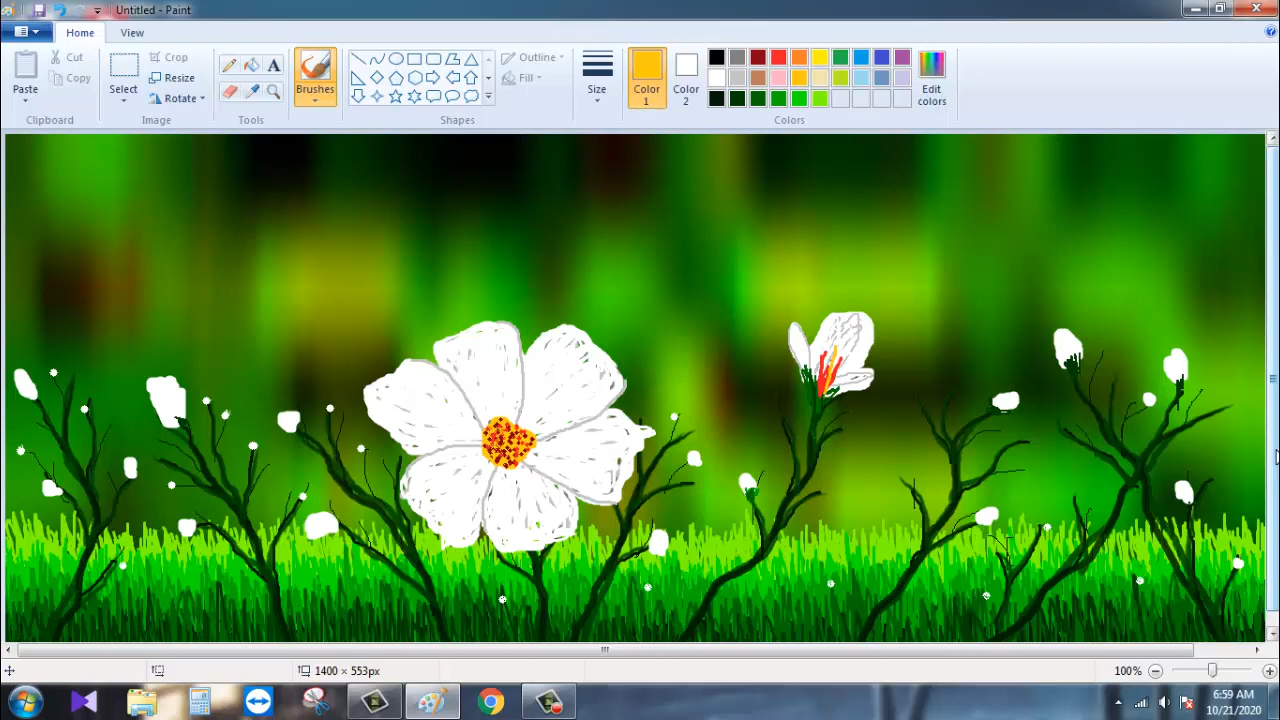 Untitled - Paint
Home View
Paste
Cut
Copy
Select
Crop
Resize
Rotate
Brushes
Outline
Fill
Size
Color 1
Color 2
Edit colors
Clipboard Image Tools Shapes Colors
1400 × 553px
100%
6:59 AM
10/21/2020